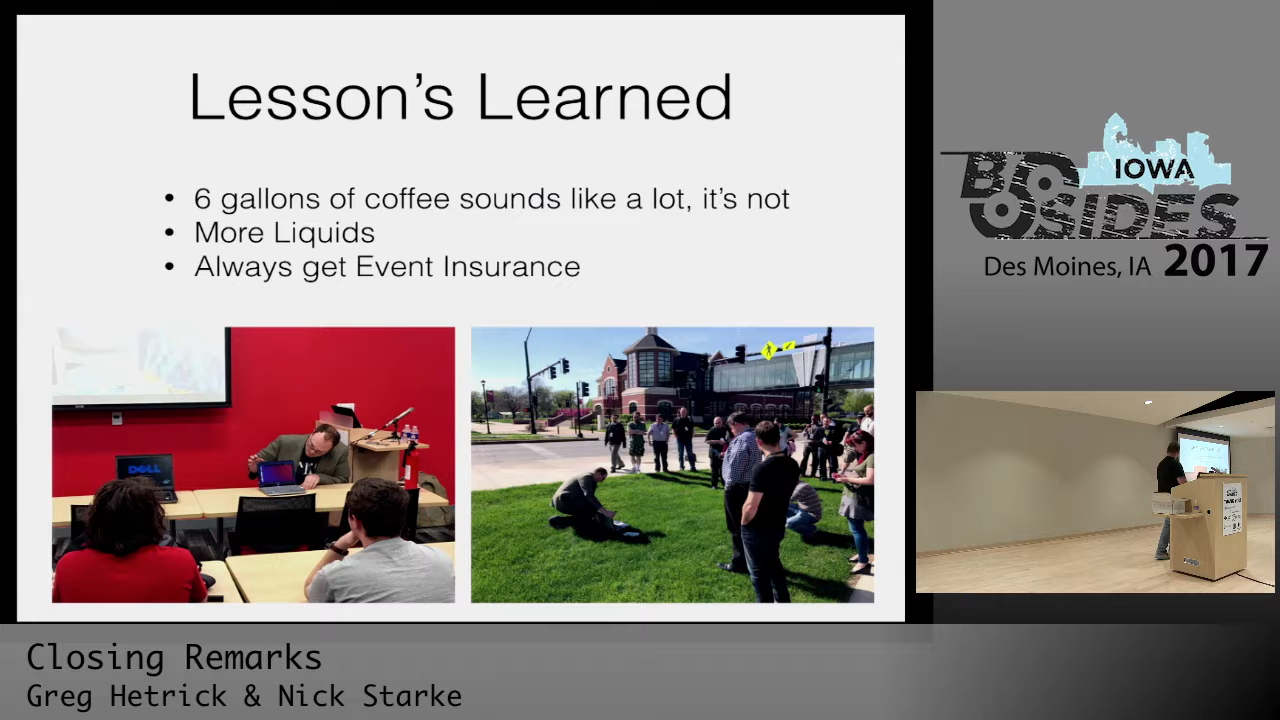 Lesson's Learned
• 6 gallons of coffee sounds like a lot, it's not
• More Liquids
• Always get Event Insurance
DELL
IOWA
BSIDES
Des Moines, IA 2017
Closing Remarks
Greg Hetrick & Nick Starke